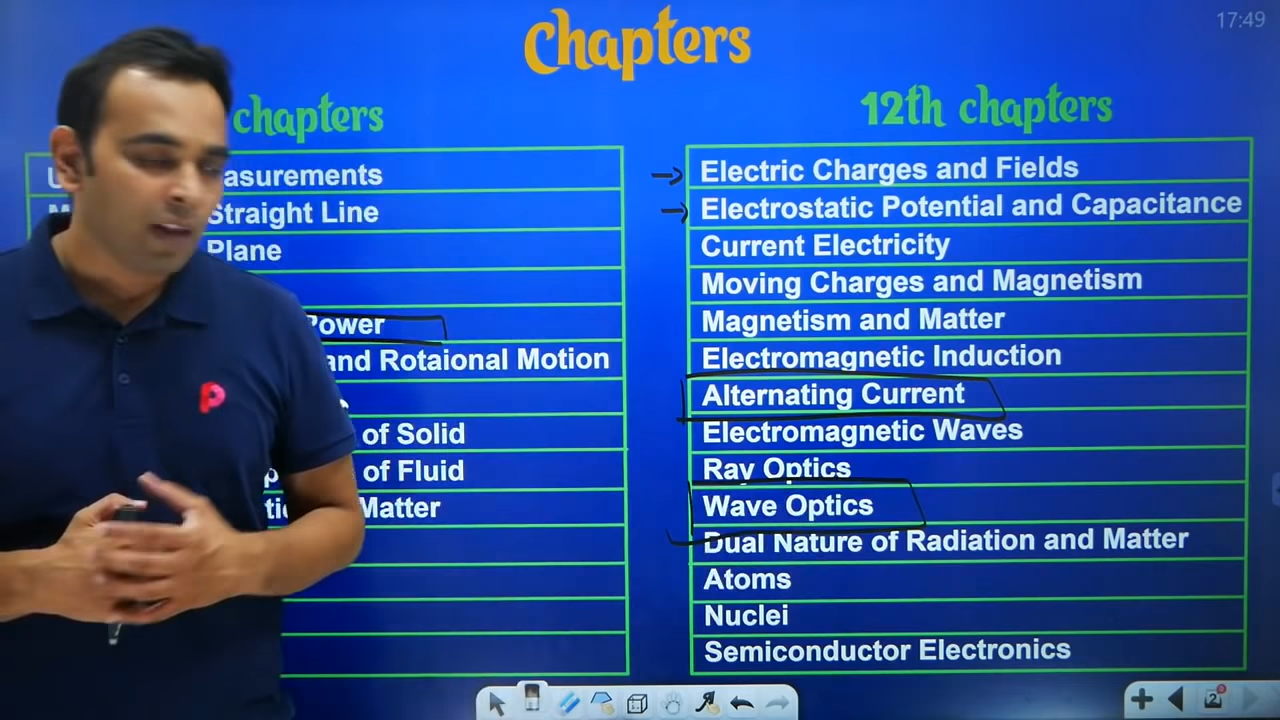 17:49
Chapters
chapters
asurements
Straight Line
Plane
Power
and Rotaional Motion
of Solid
of Fluid
Matter
12th chapters
Electric Charges and Fields
Electrostatic Potential and Capacitance
Current Electricity
Moving Charges and Magnetism
Magnetism and Matter
Electromagnetic Induction
Alternating Current
Electromagnetic Waves
Ray Optics
Wave Optics
Dual Nature of Radiation and Matter
Atoms
Nuclei
Semiconductor Electronics
2